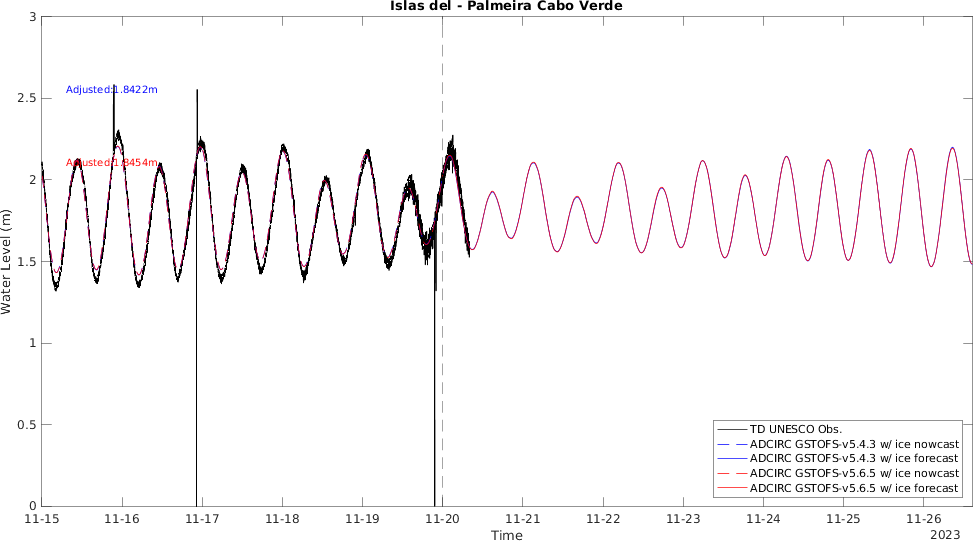 Islas del - Palmeira Cabo Verde
3
2.5
2
1.5
1
0.5
0
Water Level (m)
Adjusted:1.8422m
Adjusted:1.8454m
TD UNESCO Obs.
ADCIRC GSTOFS-v5.4.3 w/ ice nowcast
ADCIRC GSTOFS-v5.4.3 w/ ice forecast
ADCIRC GSTOFS-v5.6.5 w/ ice nowcast
ADCIRC GSTOFS-v5.6.5 w/ ice forecast
11-15 11-16 11-17 11-18 11-19 11-20 11-21 11-22 11-23 11-24 11-25 11-26
2023
Time